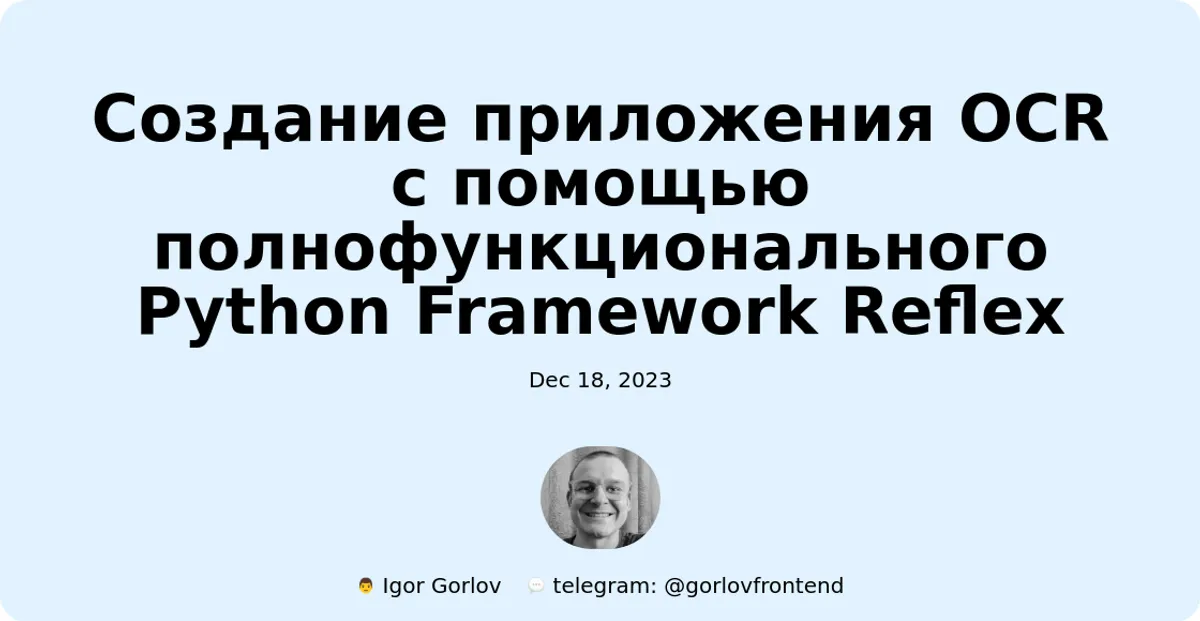 Создание приложения OCR
с помощью
полнофункционального
Python Framework Reflex
Dec 18, 2023
Igor Gorlov telegram: @gorlovfrontend